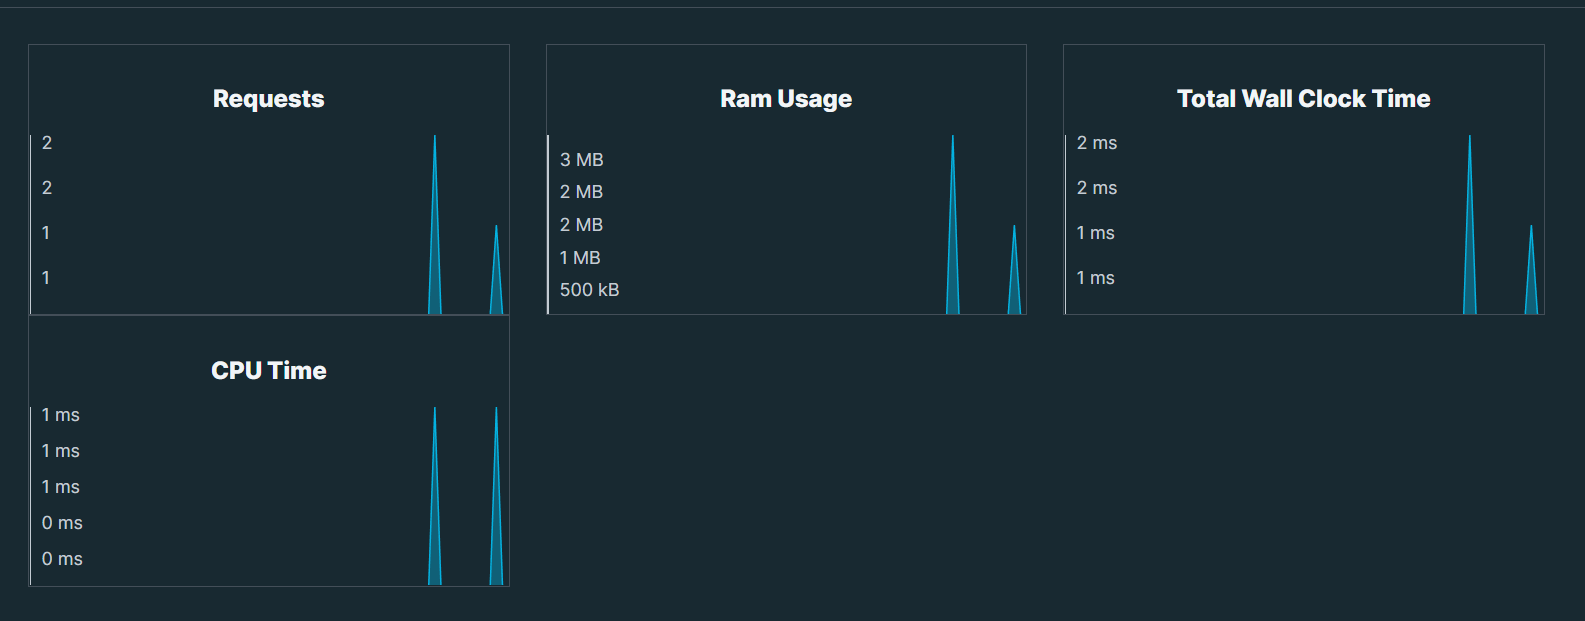 Requests
2
2
1
1
Ram Usage
3 MB
2 MB
2 MB
1 MB
500 kB
Total Wall Clock Time
2 ms
2 ms
1 ms
1 ms
CPU Time
1 ms
1 ms
1 ms
0 ms
0 ms